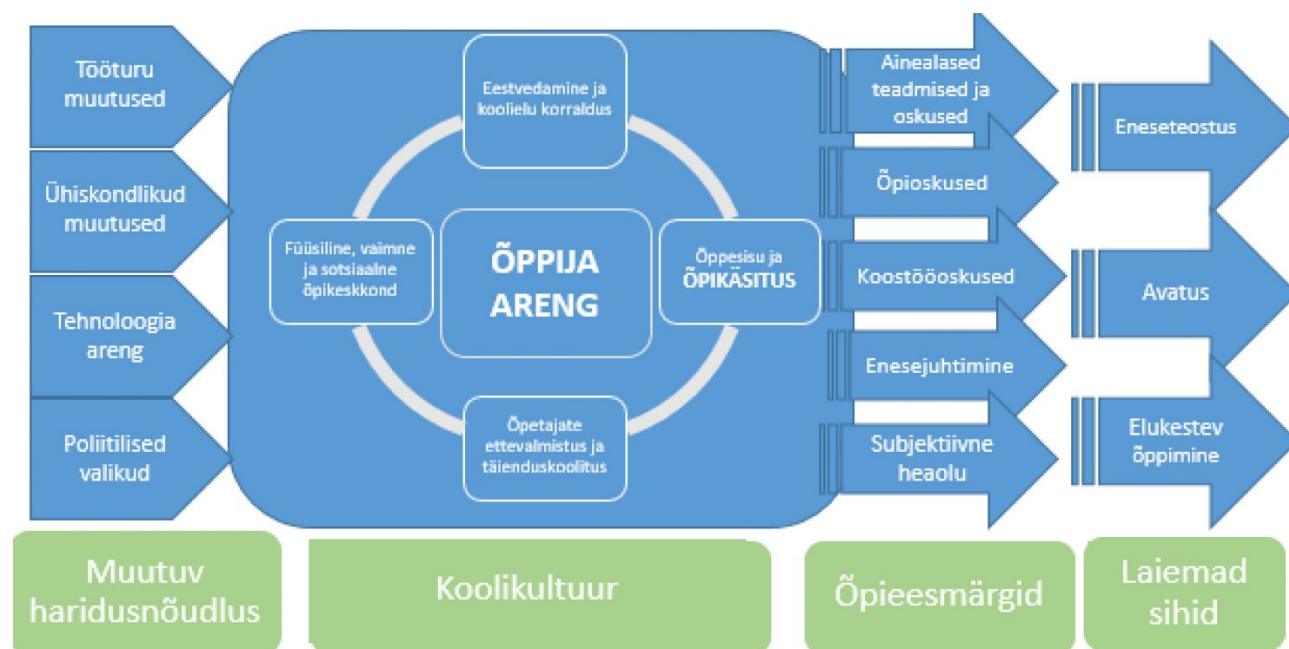 Tööturu
muutused
Ühiskondlikud
muutused
Tehnoloogia
areng
Poliitilised
valikud
Eestvedamine ja
koolielu korraldus
Füüsiline, vaimne
ja sotsiaalne
õpikeskkond
ÕPPIJA
ARENG
Õppesisu ja
ÕPIKÄSITUS
Õpetajate
ettevalmistus ja
täienduskoolitus
Ainealased
teadmised ja
oskused
Õpioskused
Koostööoskused
Enesejuhtimine
Subjektiivne
heaolu
Eneseteostus
Avatus
Elukestev
õppimine
Muutuv
haridusnõudlus
Koolikultuur
Õpieesmärgid
Laiemad
sihid